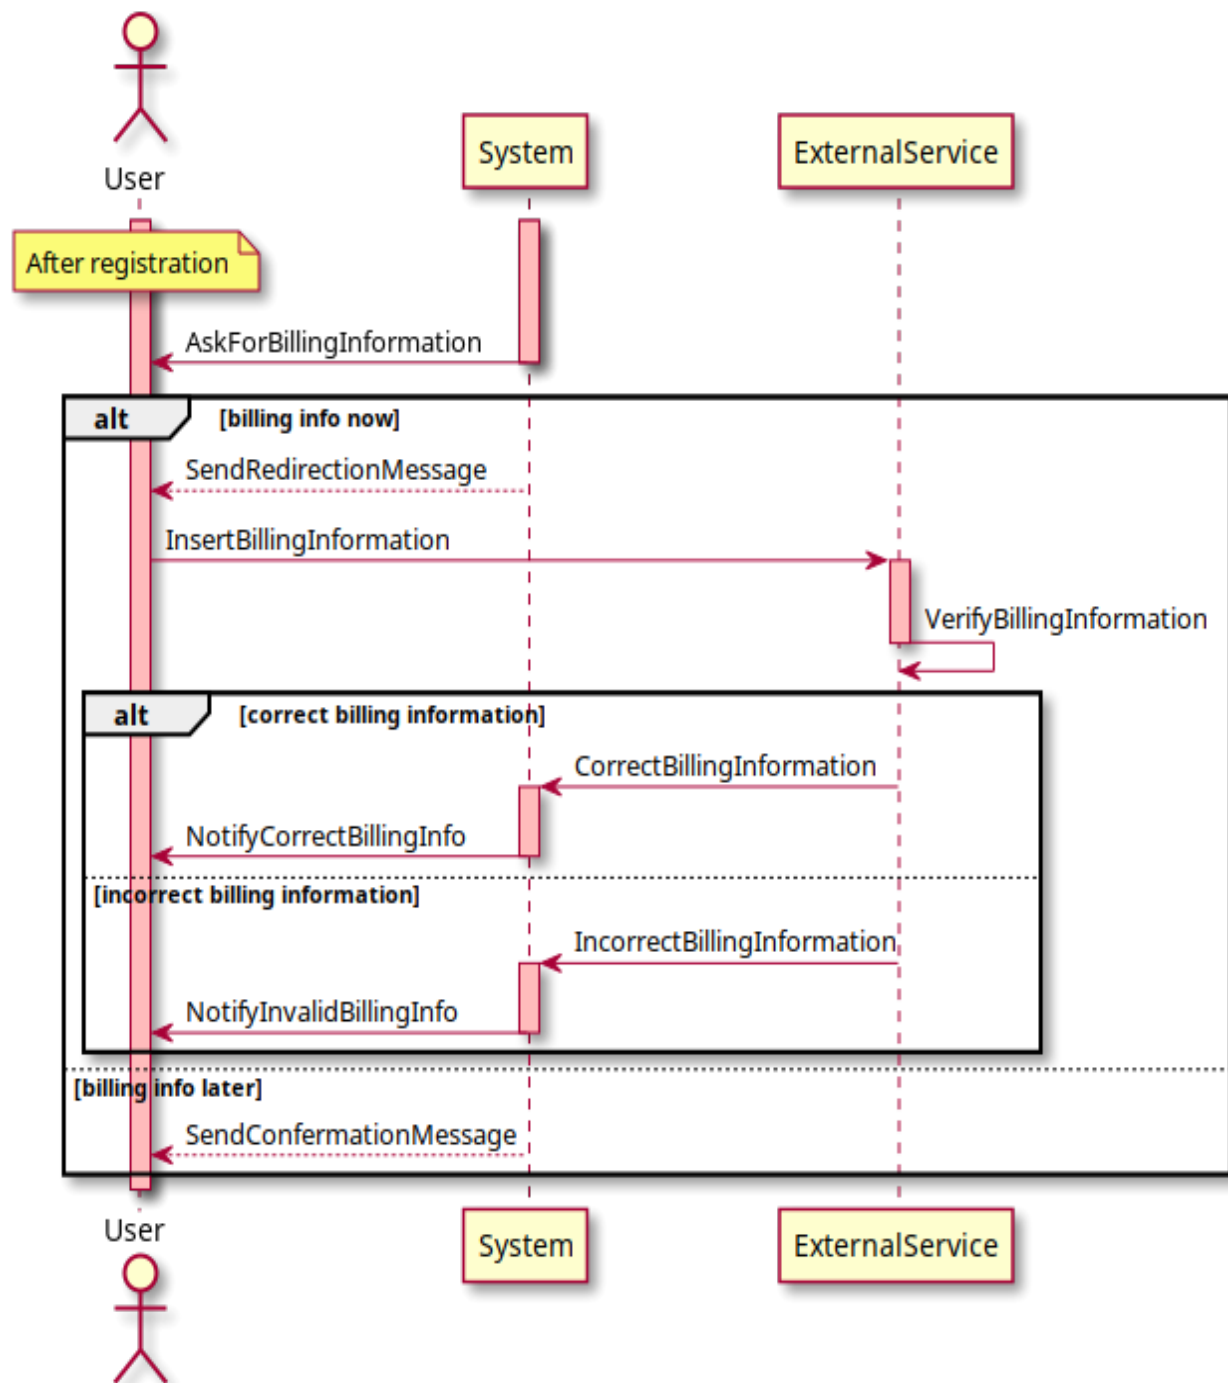 User
System
ExternalService
After registration
AskForBillingInformation
alt
[billing info now]
SendRedirectionMessage
InsertBillingInformation
VerifyBillingInformation
alt
[correct billing information]
CorrectBillingInformation
NotifyCorrectBillingInfo
[incorrect billing information]
IncorrectBillingInformation
NotifyInvalidBillingInfo
[billing info later]
SendConfermationMessage
User
System
ExternalService